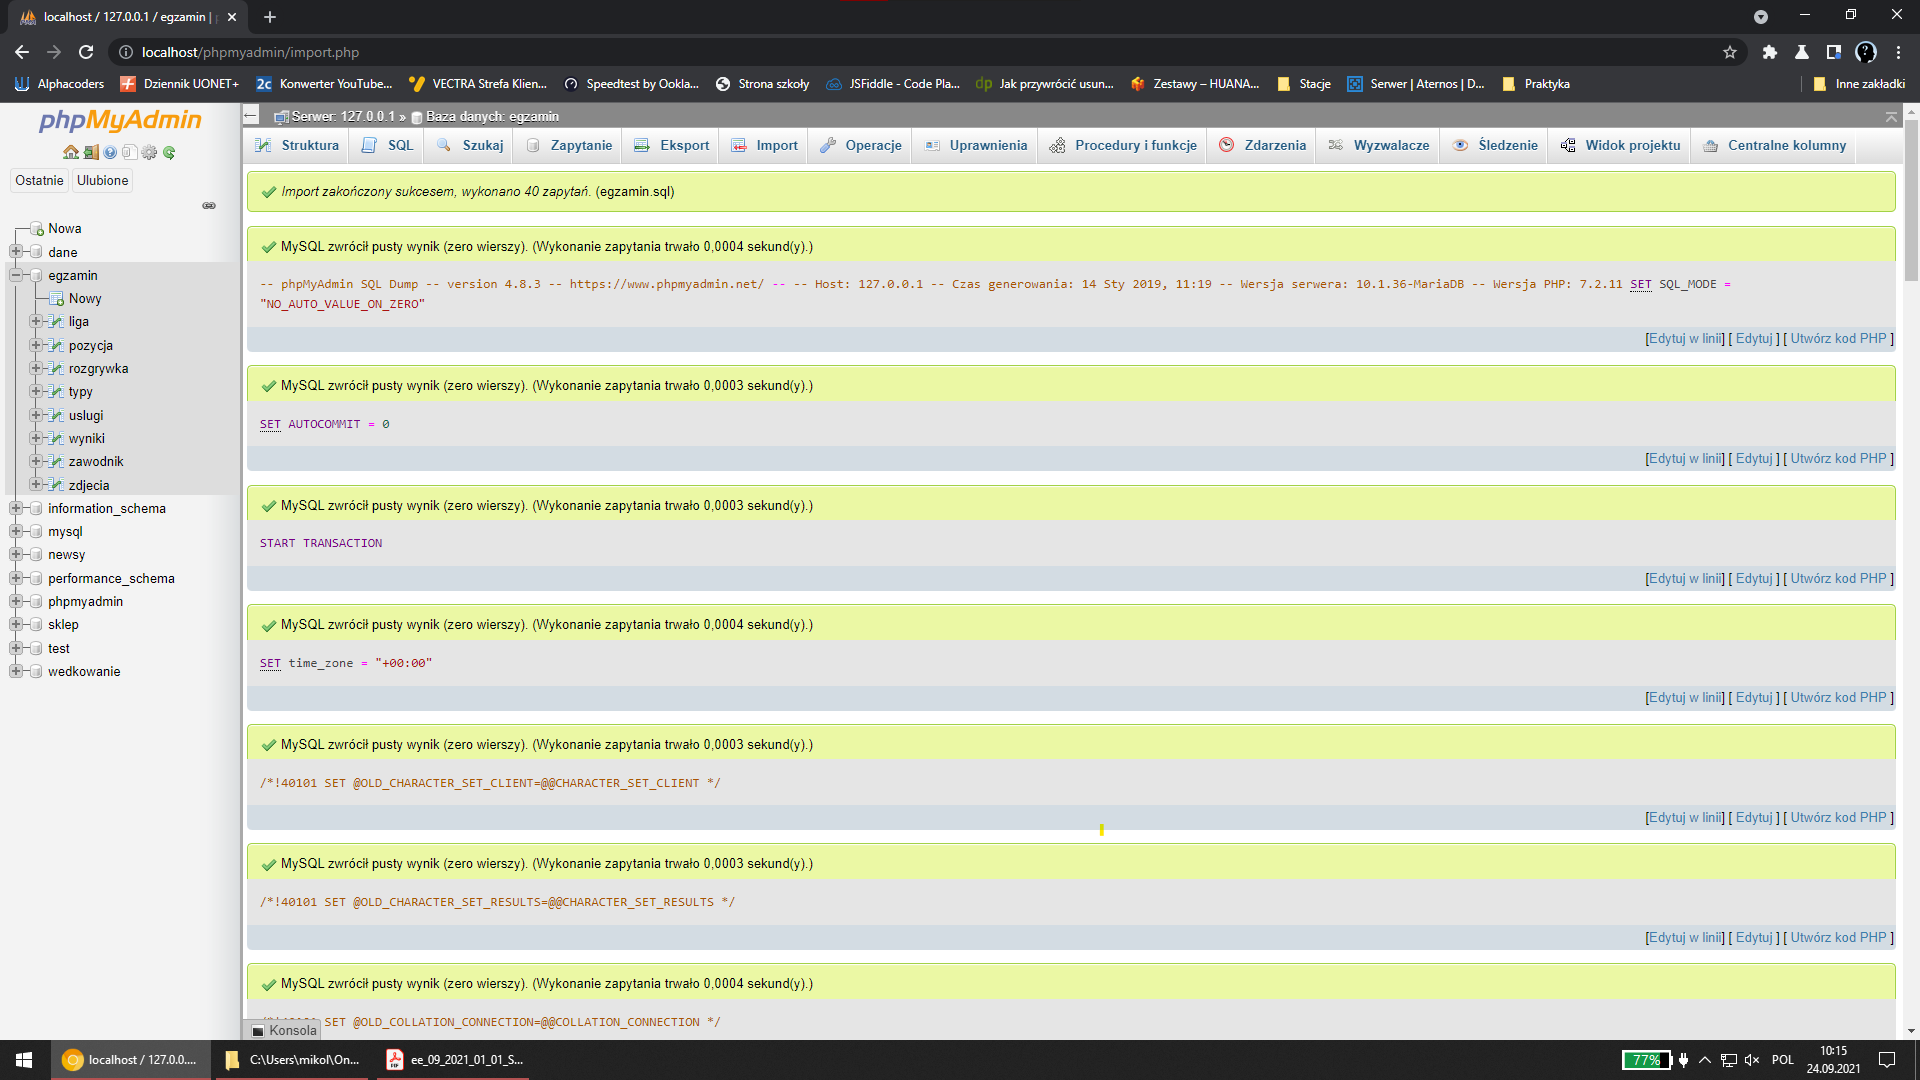 localhost / 127.0.0.1 / egzamin |
localhost/phpmyadmin/import.php
Alphacoders
Dziennik UONET+
Konwerter YouTube...
VECTRA Strefa Klien...
Speedtest by Ookla...
Strona szkoły
JSFiddle - Code Pla...
Jak przywrócić usun...
Zestawy – HUANA...
Stacje
Serwer | Aternos | D...
Praktyka
Inne zakładki
phpMyAdmin
Ostatnie
Ulubione
Nowa
dane
egzamin
Nowy
liga
pozycja
rozgrywka
typy
uslugi
wyniki
zawodnik
zdjecia
information_schema
mysql
newsy
performance_schema
phpmyadmin
sklep
test
wedkowanie
Serwer: 127.0.0.1 » Baza danych: egzamin
Struktura
SQL
Szukaj
Zapytanie
Eksport
Import
Operacje
Uprawnienia
Procedury i funkcje
Zdarzenia
Wyzwalacze
Śledzenie
Widok projektu
Centralne kolumny
Import zakończony sukcesem, wykonano 40 zapytań. (egzamin.sql)
MySQL zwrócił pusty wynik (zero wierszy). (Wykonanie zapytania trwało 0,0004 sekund(y).)
-- phpMyAdmin SQL Dump -- version 4.8.3 -- https://www.phpmyadmin.net/ -- -- Host: 127.0.0.1 -- Czas generowania: 14 Sty 2019, 11:19 -- Wersja serwera: 10.1.36-MariaDB -- Wersja PHP: 7.2.11 SET SQL_MODE =
"NO_AUTO_VALUE_ON_ZERO"
[Edytuj w linii] [ Edytuj ] [ Utwórz kod PHP ]
MySQL zwrócił pusty wynik (zero wierszy). (Wykonanie zapytania trwało 0,0003 sekund(y).)
SET AUTOCOMMIT = 0
[Edytuj w linii] [ Edytuj ] [ Utwórz kod PHP ]
MySQL zwrócił pusty wynik (zero wierszy). (Wykonanie zapytania trwało 0,0003 sekund(y).)
START TRANSACTION
[Edytuj w linii] [ Edytuj ] [ Utwórz kod PHP ]
MySQL zwrócił pusty wynik (zero wierszy). (Wykonanie zapytania trwało 0,0004 sekund(y).)
SET time_zone = "+00:00"
[Edytuj w linii] [ Edytuj ] [ Utwórz kod PHP ]
MySQL zwrócił pusty wynik (zero wierszy). (Wykonanie zapytania trwało 0,0003 sekund(y).)
/*!40101 SET @OLD_CHARACTER_SET_CLIENT=@@CHARACTER_SET_CLIENT */
[Edytuj w linii] [ Edytuj ] [ Utwórz kod PHP ]
MySQL zwrócił pusty wynik (zero wierszy). (Wykonanie zapytania trwało 0,0003 sekund(y).)
/*!40101 SET @OLD_CHARACTER_SET_RESULTS=@@CHARACTER_SET_RESULTS */
[Edytuj w linii] [ Edytuj ] [ Utwórz kod PHP ]
MySQL zwrócił pusty wynik (zero wierszy). (Wykonanie zapytania trwało 0,0004 sekund(y).)
SET @OLD_COLLATION_CONNECTION=@@COLLATION_CONNECTION */
Konsola
localhost / 127.0.0....
C:\Users\mikol\On...
ee_09_2021_01_01_S...
77%
POL
10:15
24.09.2021